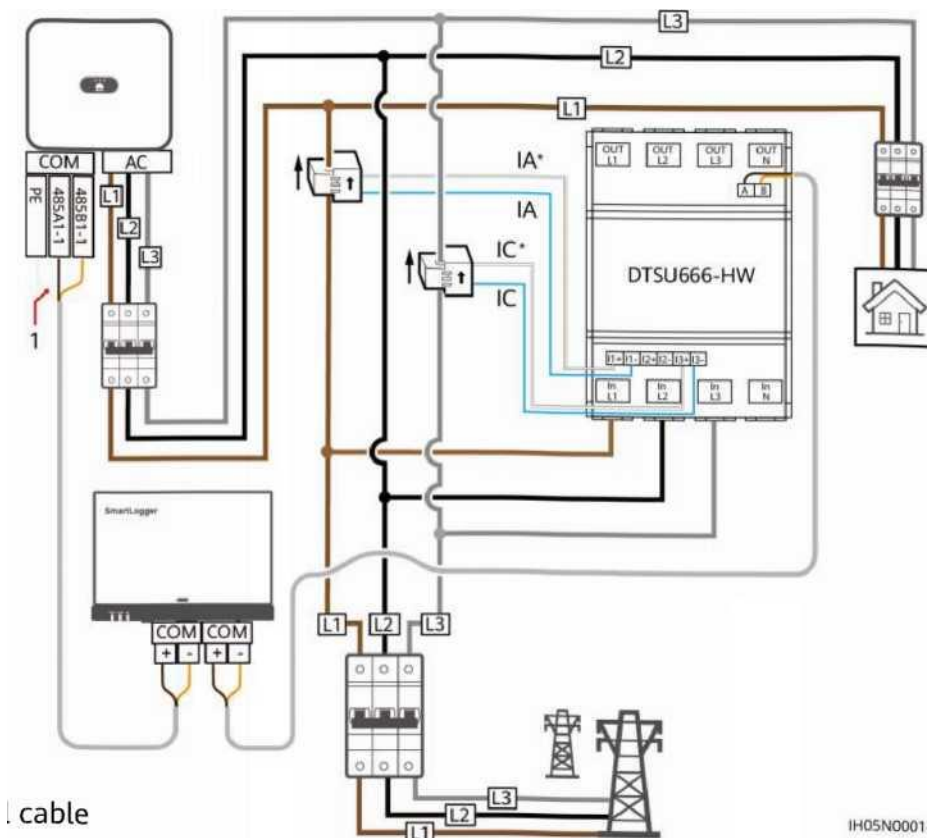 L3
L2
L1
COM
AC
PE
485A1-1
485B1-1
L1
L2
L3
1
IA*
IA
IC*
IC
OUT L1
OUT L2
OUT L3
OUT N
A B
DTSU666-HW
I1+ I1- I2+ I2- I3+ I3-
In L1
In L2
In L3
In N
SmartLogger
COM COM
+ - + -
L1 L2 L3
L3
L2
L1
cable
IH05N0001